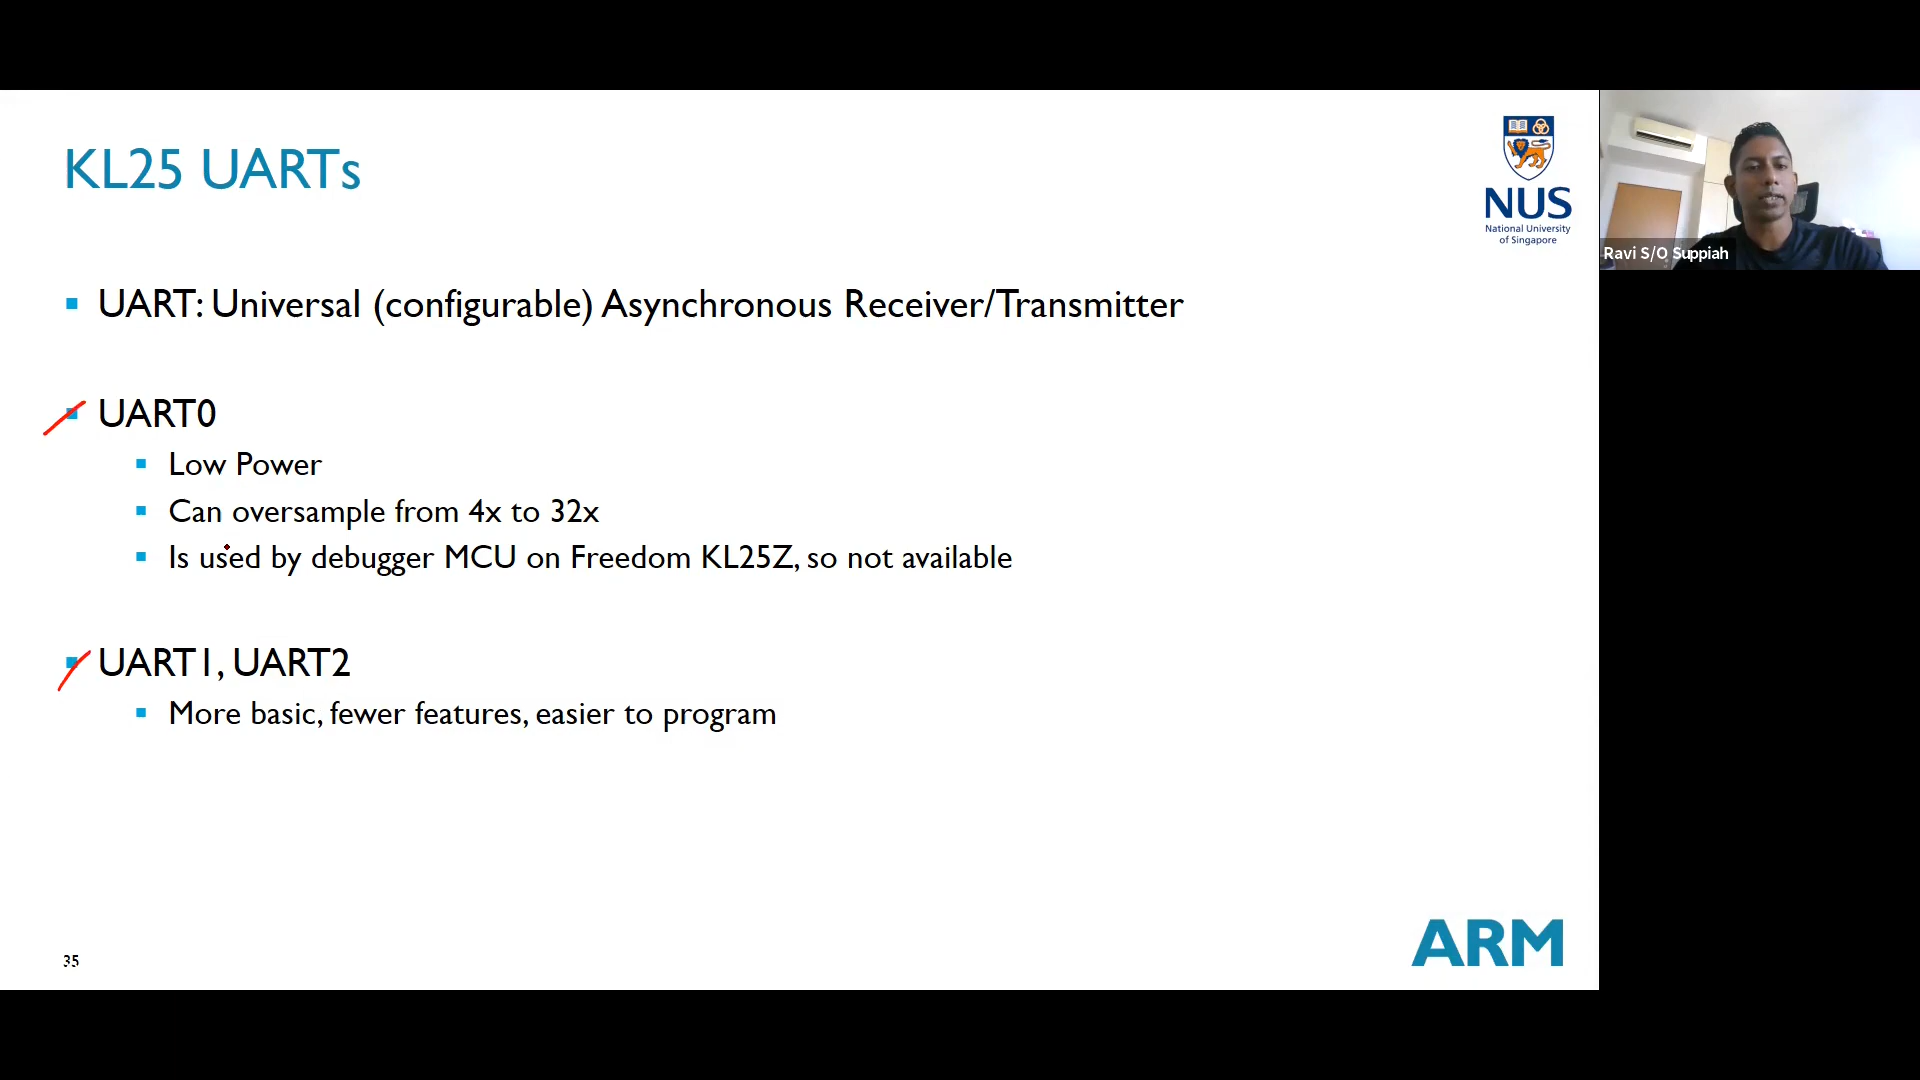 KL25 UARTs
NUS
National University
of Singapore
Ravi S/O Suppiah
UART: Universal (configurable) Asynchronous Receiver/Transmitter
UART0
Low Power
Can oversample from 4x to 32x
Is used by debugger MCU on Freedom KL25Z, so not available
UART1, UART2
More basic, fewer features, easier to program
35
ARM